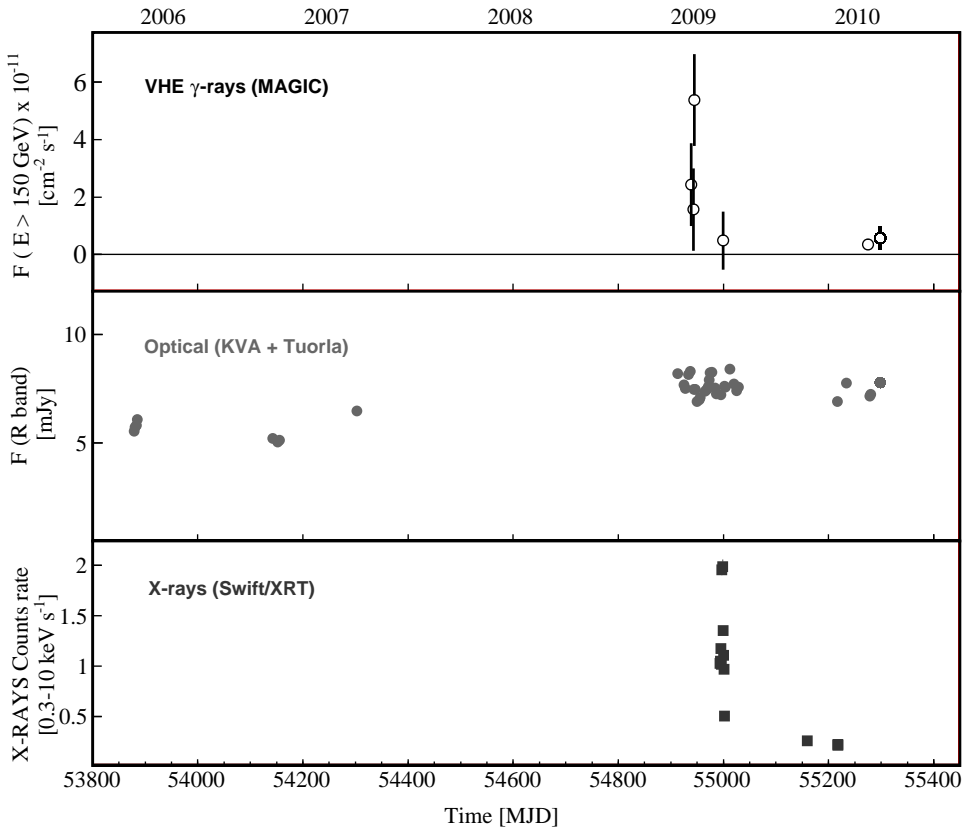 2006 2007 2008 2009 2010
VHE γ-rays (MAGIC)
F ( E > 150 GeV) x 10-11
[cm-2 s-1]
6
4
2
0
Optical (KVA + Tuorla)
F (R band)
[mJy]
10
5
X-rays (Swift/XRT)
X-RAYS Counts rate
[0.3-10 keV s-1]
2
1.5
1
0.5
53800 54000 54200 54400 54600 54800 55000 55200 55400
Time [MJD]